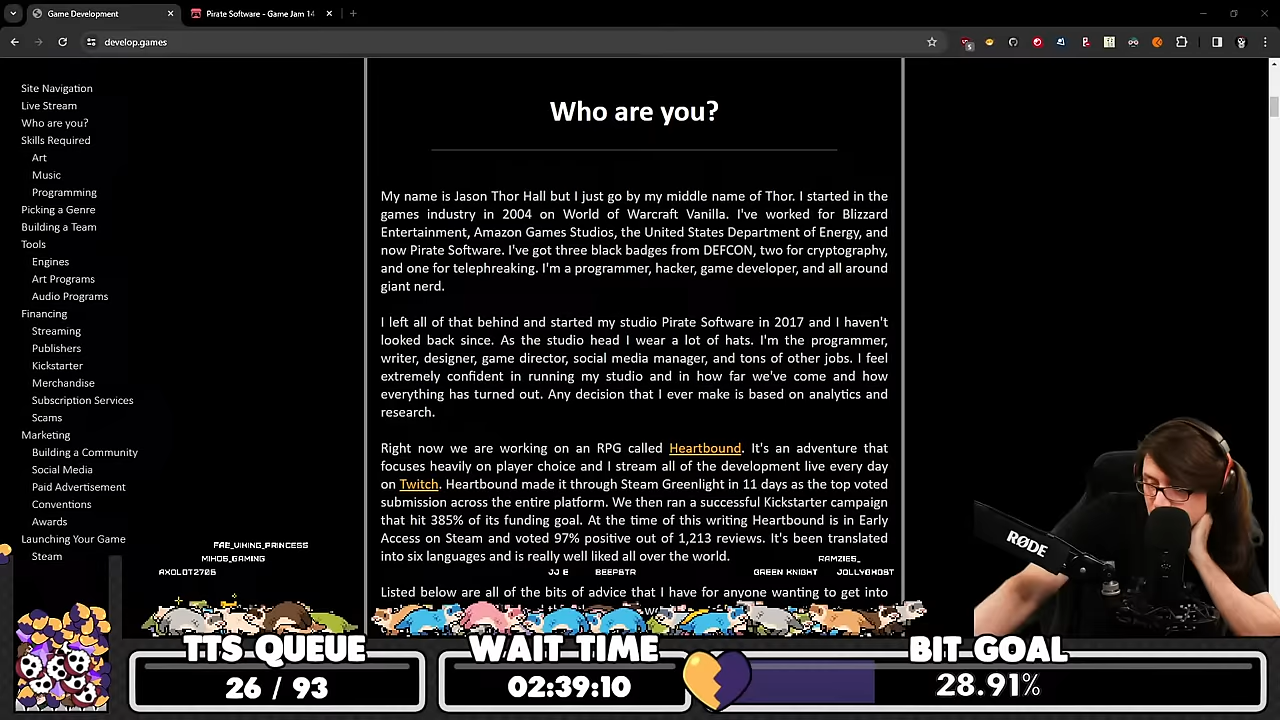 Game Development
Pirate Software - Game Jam 14
develop.games
Site Navigation
Live Stream
Who are you?
Skills Required
Art
Music
Programming
Picking a Genre
Building a Team
Tools
Engines
Art Programs
Audio Programs
Financing
Streaming
Publishers
Kickstarter
Merchandise
Subscription Services
Scams
Marketing
Building a Community
Social Media
Paid Advertisement
Conventions
Awards
Launching Your Game
Steam
Who are you?
My name is Jason Thor Hall but I just go by my middle name of Thor. I started in the
games industry in 2004 on World of Warcraft Vanilla. I've worked for Blizzard
Entertainment, Amazon Games Studios, the United States Department of Energy, and
now Pirate Software. I've got three black badges from DEFCON, two for cryptography,
and one for telephreaking. I'm a programmer, hacker, game developer, and all around
giant nerd.
I left all of that behind and started my studio Pirate Software in 2017 and I haven't
looked back since. As the studio head I wear a lot of hats. I'm the programmer,
writer, designer, game director, social media manager, and tons of other jobs. I feel
extremely confident in running my studio and in how far we've come and how
everything has turned out. Any decision that I ever make is based on analytics and
research.
Right now we are working on an RPG called Heartbound. It's an adventure that
focuses heavily on player choice and I stream all of the development live every day
on Twitch. Heartbound made it through Steam Greenlight in 11 days as the top voted
submission across the entire platform. We then ran a successful Kickstarter campaign
that hit 385% of its funding goal. At the time of this writing Heartbound is in Early
Access on Steam and voted 97% positive out of 1,213 reviews. It's been translated
into six languages and is really well liked all over the world.
Listed below are all of the bits of advice that I have for anyone wanting to get into
FAE_VIKING_PRINCESS
MIHOS_GAMING
AXOLOT2706
JJ E
BEEPSTR
RAMZIES_
GREEN KNIGHT
JOLLYGHOST
RØDE
TTS QUEUE
26 / 93
WAIT TIME
02:39:10
BIT GOAL
28.91%